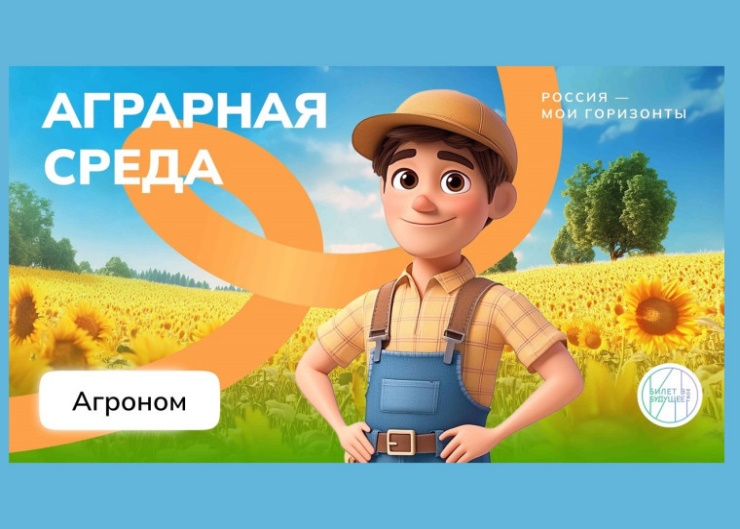 АГРАРНАЯ
СРЕДА
РОССИЯ —
МОИ ГОРИЗОНТЫ
Агроном
БИЛЕТ В
БУДУЩЕЕ